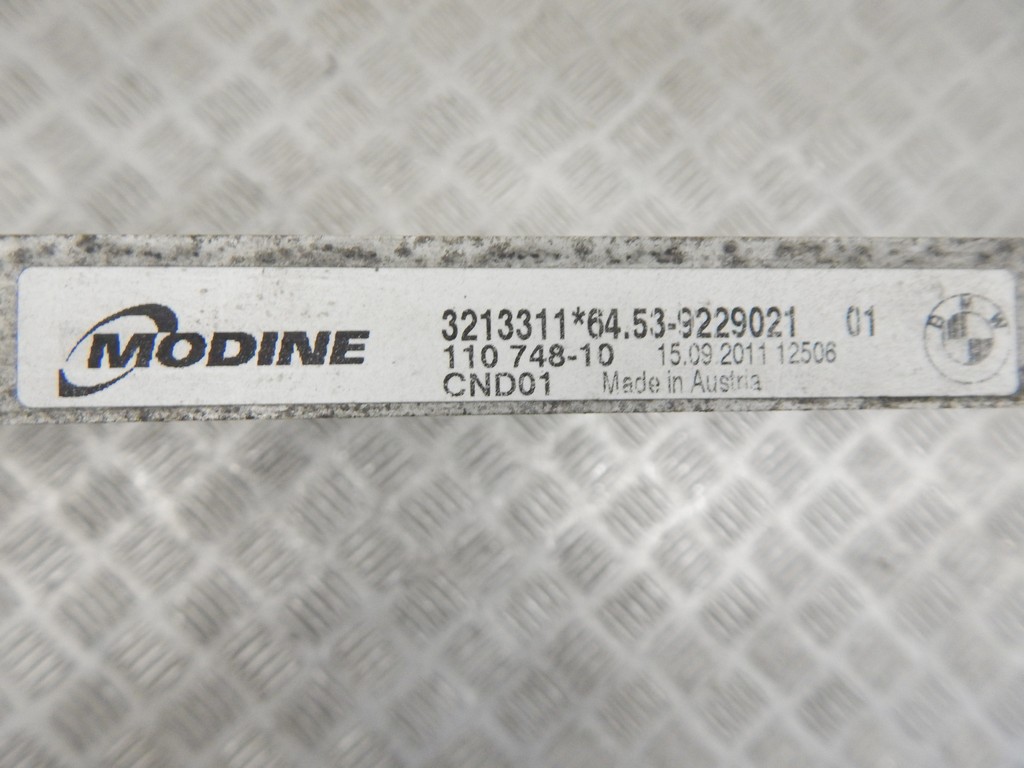 MODINE
3213311*64.53-9229021 01
110 748-10 15.09.2011 12506
CND01 Made in Austria
BMW